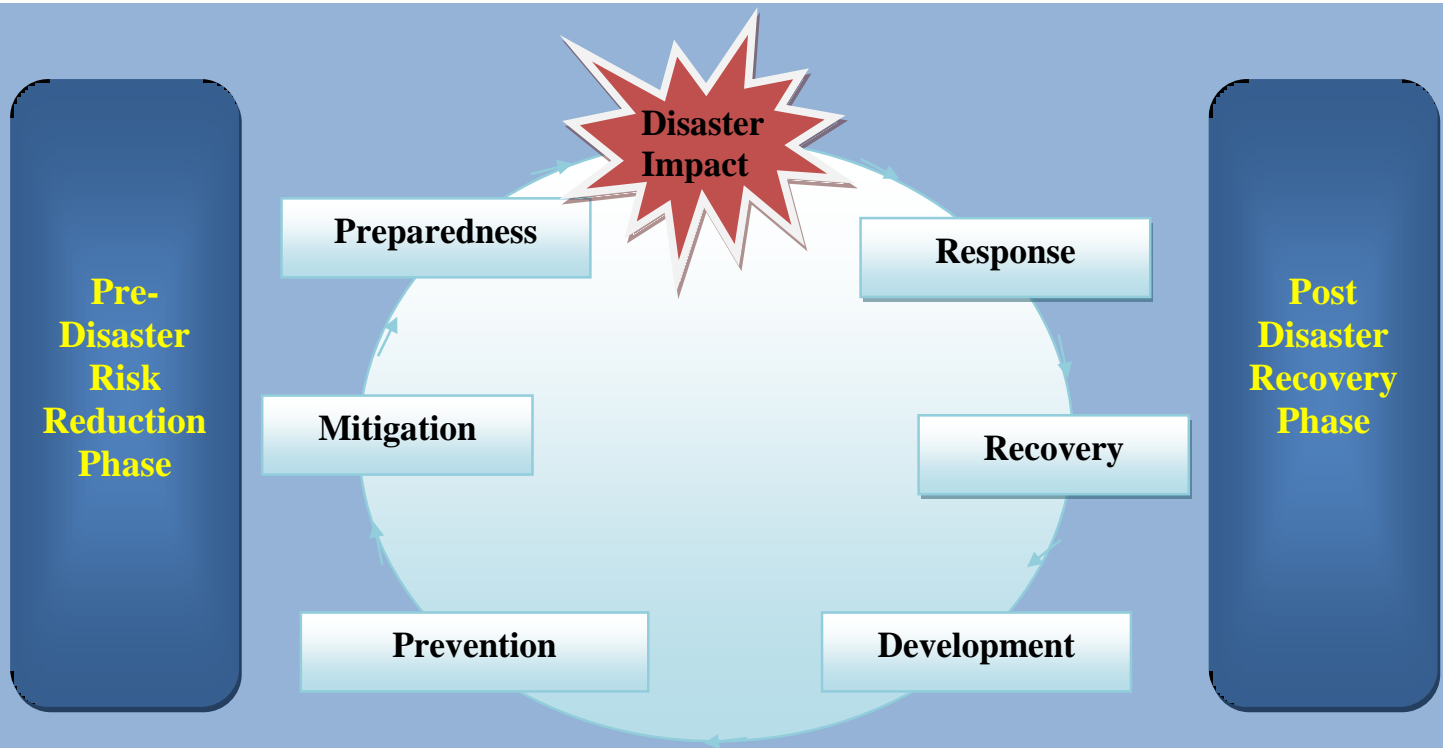 Disaster
Impact
Preparedness
Response
Pre-
Disaster
Risk
Reduction
Phase
Post
Disaster
Recovery
Phase
Mitigation
Recovery
Prevention
Development